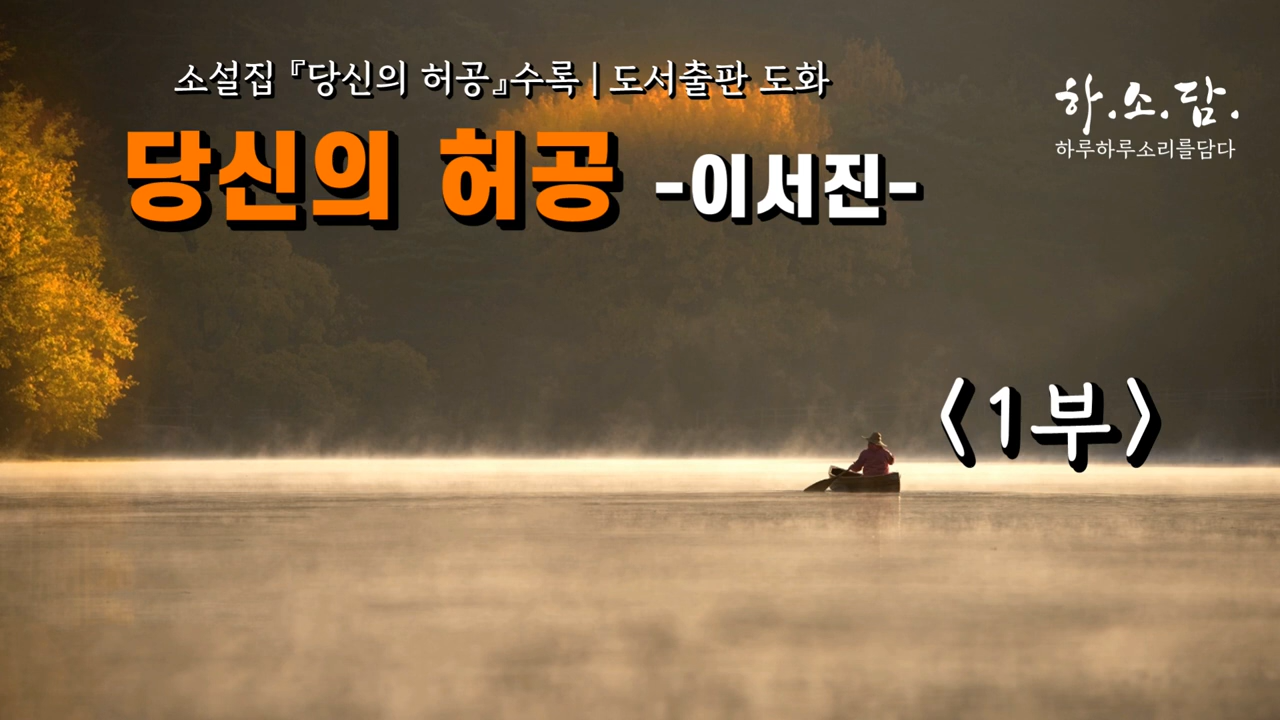 소설집 『당신의 허공』수록 | 도서출판 도화
당신의 허공 -이서진-
하.소.담.
하루하루소리를담다
〈1부〉